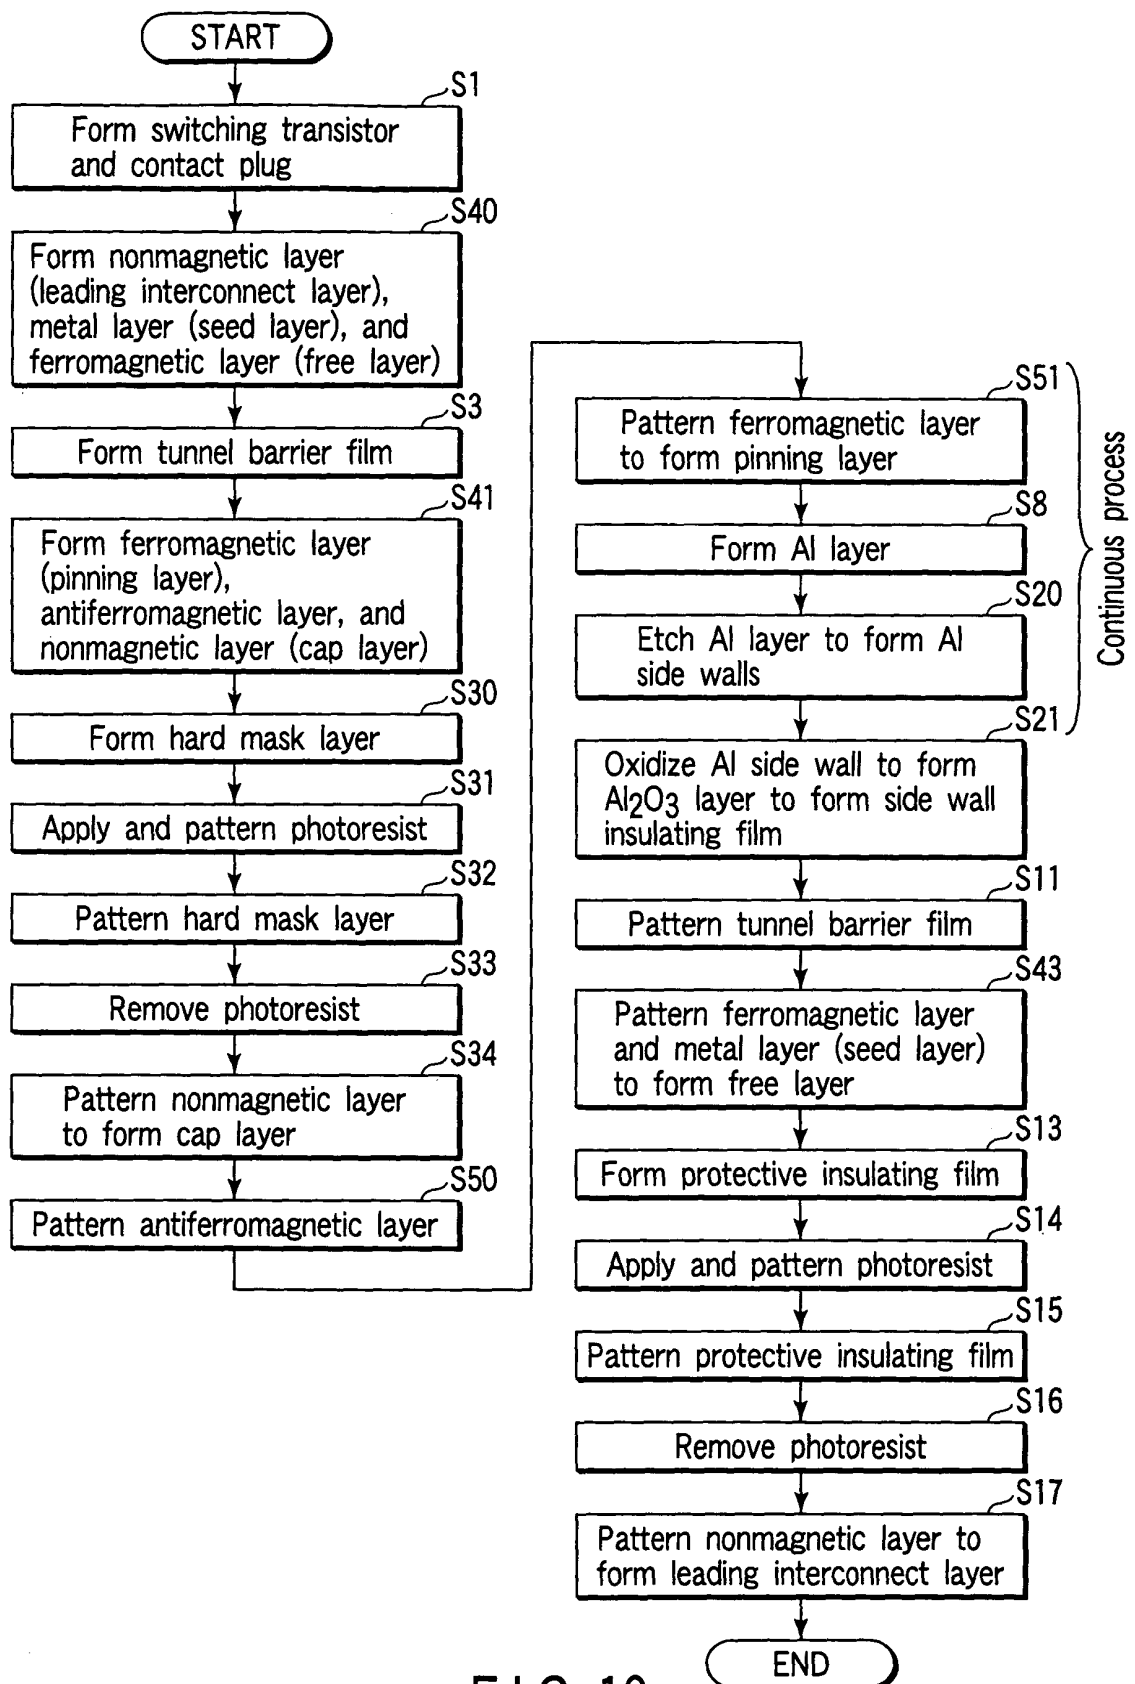 START
S1
Form switching transistor
and contact plug
S40
Form nonmagnetic layer
(leading interconnect layer),
metal layer (seed layer), and
ferromagnetic layer (free layer)
S3
Form tunnel barrier film
S41
Form ferromagnetic layer
(pinning layer),
antiferromagnetic layer, and
nonmagnetic layer (cap layer)
S30
Form hard mask layer
S31
Apply and pattern photoresist
S32
Pattern hard mask layer
S33
Remove photoresist
S34
Pattern nonmagnetic layer
to form cap layer
S50
Pattern antiferromagnetic layer
S51
Pattern ferromagnetic layer
to form pinning layer
S8
Form Al layer
S20
Etch Al layer to form Al
side walls
Continuous process
S21
Oxidize Al side wall to form
Al2O3 layer to form side wall
insulating film
S11
Pattern tunnel barrier film
S43
Pattern ferromagnetic layer
and metal layer (seed layer)
to form free layer
S13
Form protective insulating film
S14
Apply and pattern photoresist
S15
Pattern protective insulating film
S16
Remove photoresist
S17
Pattern nonmagnetic layer to
form leading interconnect layer
END